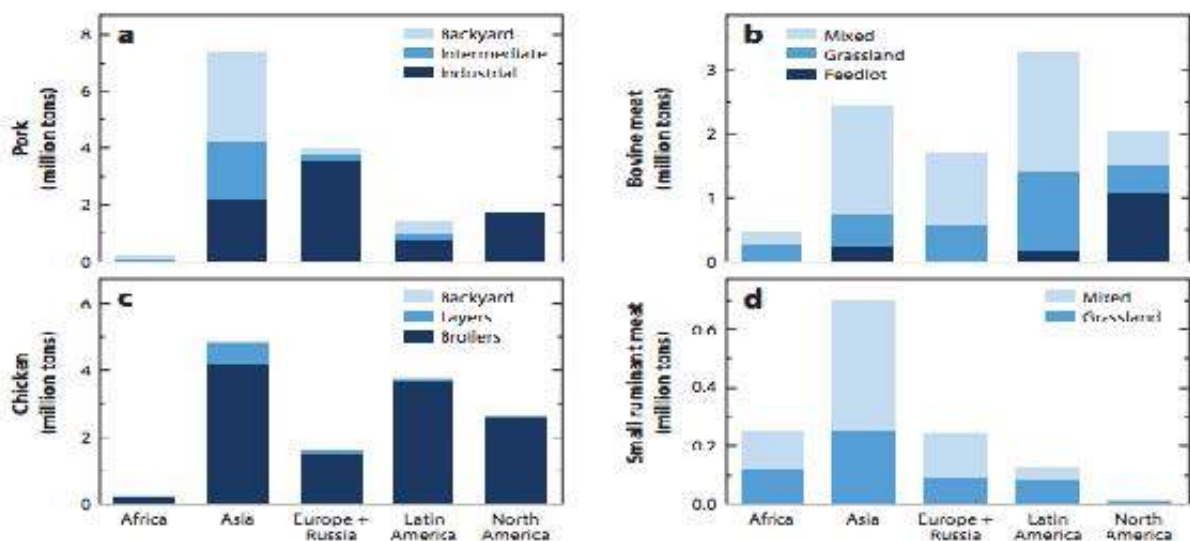 a
Backyard
Intermediate
Industrial
8
6
4
2
0
Pork
(million tons)
b
Mixed
Grassland
Feedlot
3
2
1
0
Bovine meat
(million tons)
c
Backyard
Layers
Broilers
6
4
2
0
Chicken
(million tons)
Africa
Asia
Europe +
Russia
Latin
America
North
America
d
Mixed
Grassland
0.6
0.4
0.2
0.0
Small ruminant meat
(million tons)
Africa
Asia
Europe +
Russia
Latin
America
North
America